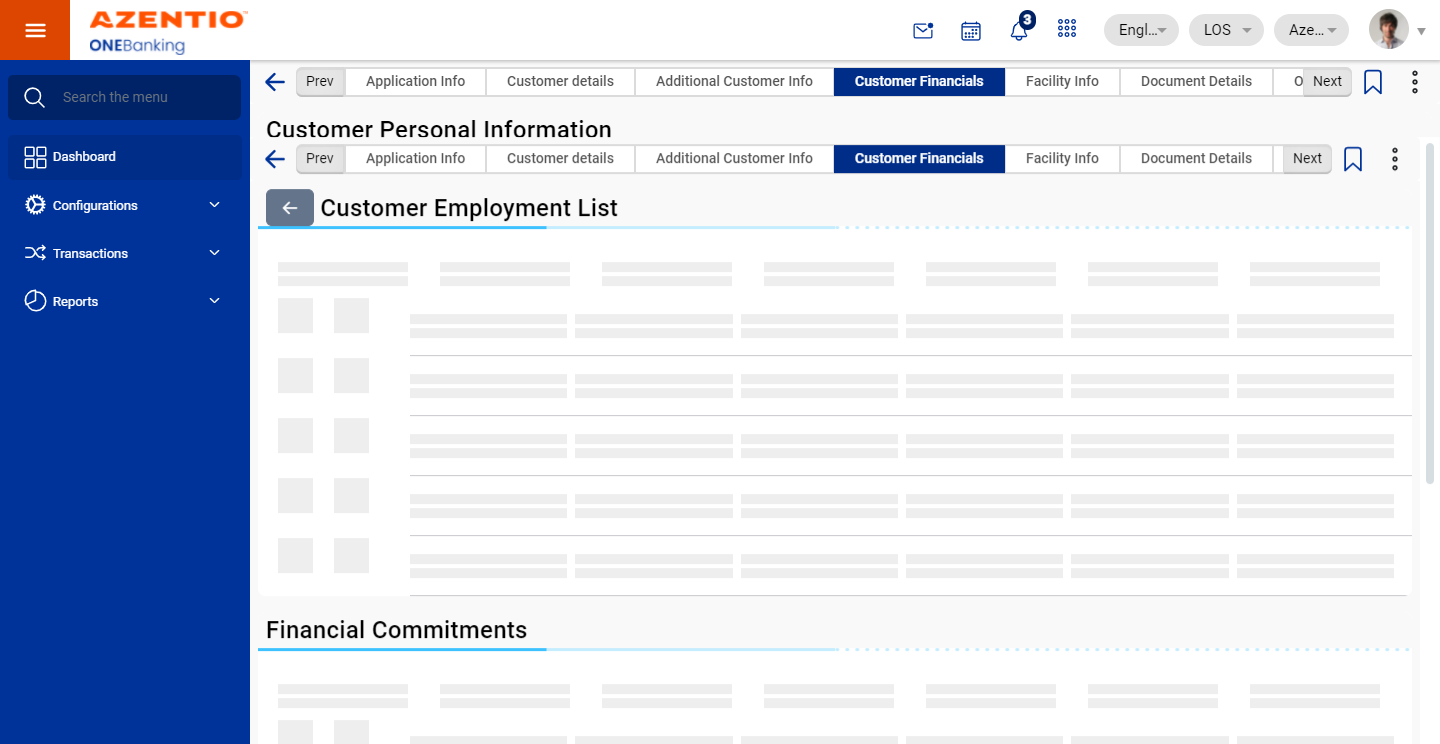 AZENTIO™
ONEBanking
3
Engl...
LOS
Aze...
Search the menu
Dashboard
Configurations
Transactions
Reports
Prev
Application Info
Customer details
Additional Customer Info
Customer Financials
Facility Info
Document Details
O
Next
Customer Personal Information
Prev
Application Info
Customer details
Additional Customer Info
Customer Financials
Facility Info
Document Details
Next
Customer Employment List
Financial Commitments